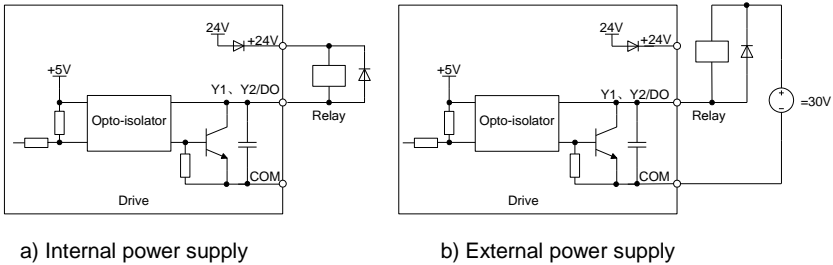 24V
+24V
+5V
Y1、Y2/DO
Opto-isolator
Relay
COM
Drive
a) Internal power supply
24V
+24V
+5V
Y1、Y2/DO
=30V
Opto-isolator
Relay
COM
Drive
b) External power supply